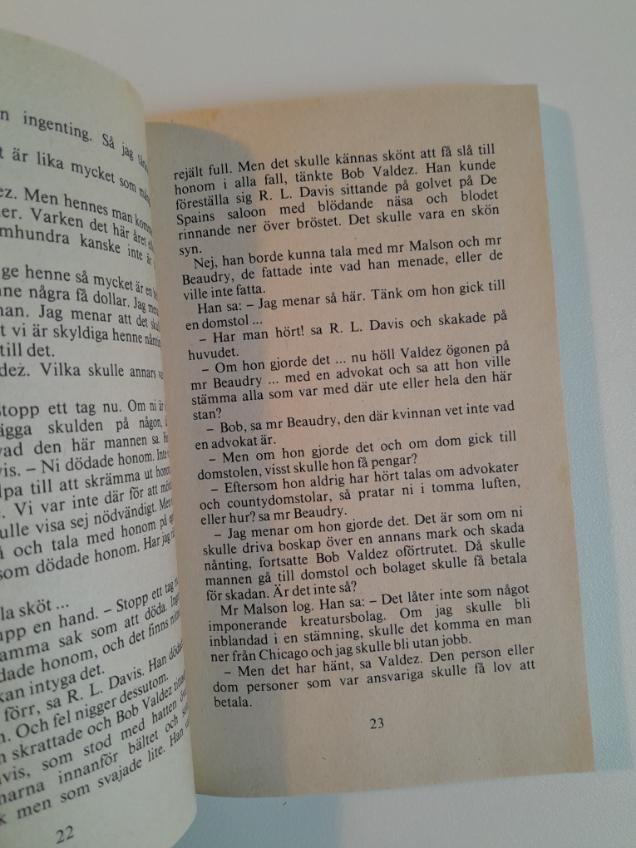 n ingenting. Så jag
t är lika mycket som
ez. Men hennes man
er. Varken det här året
mhundra kanske inte är
ge henne så mycket är en
nne några få dollar. Jag
nan. Jag menar att det
t vi är skyldiga henne
till det.
dez. Vilka skulle annars
Stopp ett tag nu. Om ni är
ägga skulden på någon,
vad den här mannen sa.
vis. – Ni dödade honom.
lpa till att skrämma ut
. Vi var inte där för att
ulle visa sej nödvändigt.
å och tala med honom på
som dödade honom. Har jag
la sköt ...
pp en hand. – Stopp ett tag
amma sak som att döda.
dade honom, och det finns
kan intyga det.
förr, sa R. L. Davis. Han
n. Och fel nigger dessutom.
n skrattade och Bob Valdez
avis, som stod med hatten
narna innanför bältet och
k men som svajade lite. Han
22
rejält full. Men det skulle kännas skönt att få slå till
honom i alla fall, tänkte Bob Valdez. Han kunde
föreställa sig R. L. Davis sittande på golvet på De
Spains saloon med blödande näsa och blodet
rinnande ner över bröstet. Det skulle vara en skön
syn.
Nej, han borde kunna tala med mr Malson och mr
Beaudry, de fattade inte vad han menade, eller de
ville inte fatta.
Han sa: – Jag menar så här. Tänk om hon gick till
en domstol ...
– Har man hört! sa R. L. Davis och skakade på
huvudet.
– Om hon gjorde det ... nu höll Valdez ögonen på
mr Beaudry ... med en advokat och sa att hon ville
stämma alla som var med där ute eller hela den här
stan?
– Bob, sa mr Beaudry, den där kvinnan vet inte vad
en advokat är.
– Men om hon gjorde det och om dom gick till
domstolen, visst skulle hon få pengar?
– Eftersom hon aldrig har hört talas om advokater
och countydomstolar, så pratar ni i tomma luften,
eller hur? sa mr Beaudry.
– Jag menar om hon gjorde det. Det är som om ni
skulle driva boskap över en annans mark och skada
nånting, fortsatte Bob Valdez oförtrutet. Då skulle
mannen gå till domstol och bolaget skulle få betala
för skadan. Är det inte så?
Mr Malson log. Han sa: – Det låter inte som något
imponerande kreatursbolag. Om jag skulle bli
inblandad i en stämning, skulle det komma en man
ner från Chicago och jag skulle bli utan jobb.
– Men det har hänt, sa Valdez. Den person eller
dom personer som var ansvariga skulle få lov att
betala.
23